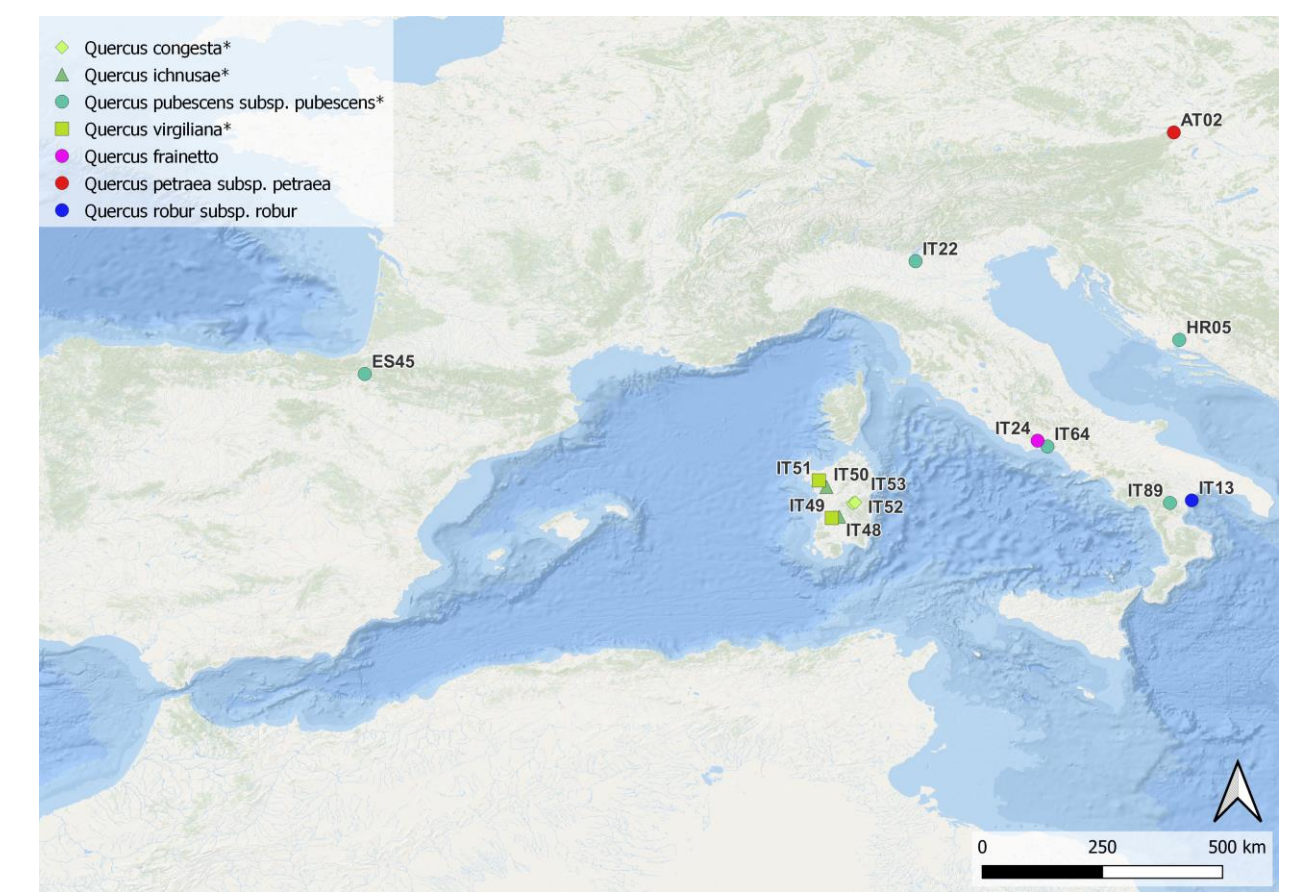 Quercus congesta*
Quercus ichnusae*
Quercus pubescens subsp. pubescens*
Quercus virgiliana*
Quercus frainetto
Quercus petraea subsp. petraea
Quercus robur subsp. robur
AT02
IT22
HR05
ES45
IT24
IT64
IT51
IT50
IT53
IT89
IT13
IT49
IT52
IT48
0 250 500 km